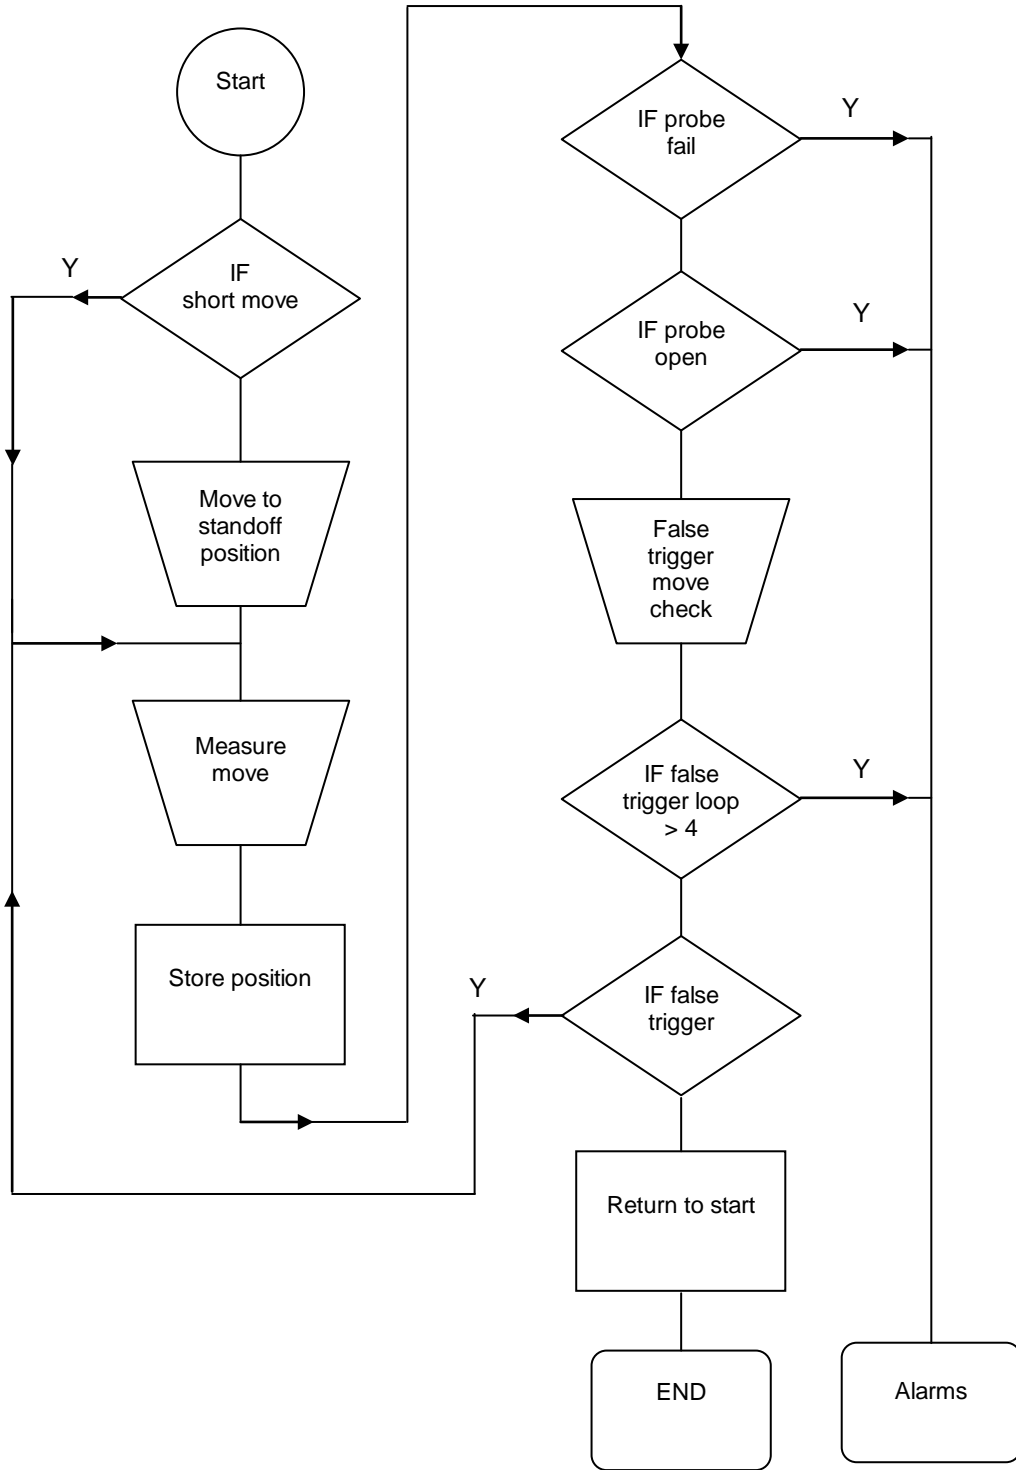 Start
Y
IF
short move
Move to
standoff
position
Measure
move
Store position
IF probe
fail
Y
IF probe
open
Y
False
trigger
move
check
IF false
trigger loop
> 4
Y
IF false
trigger
Y
Return to start
END
Alarms